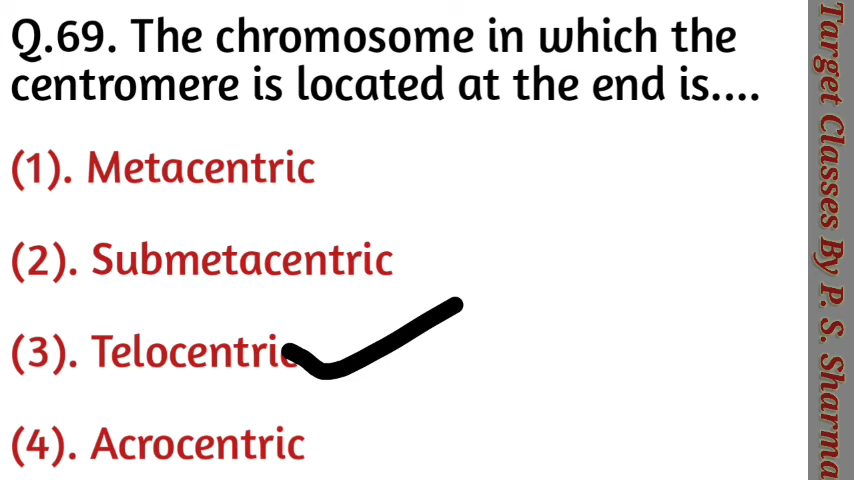 Q.69. The chromosome in which the
centromere is located at the end is....
(1). Metacentric
(2). Submetacentric
(3). Telocentric
(4). Acrocentric
Target Classes By P. S. Sharma